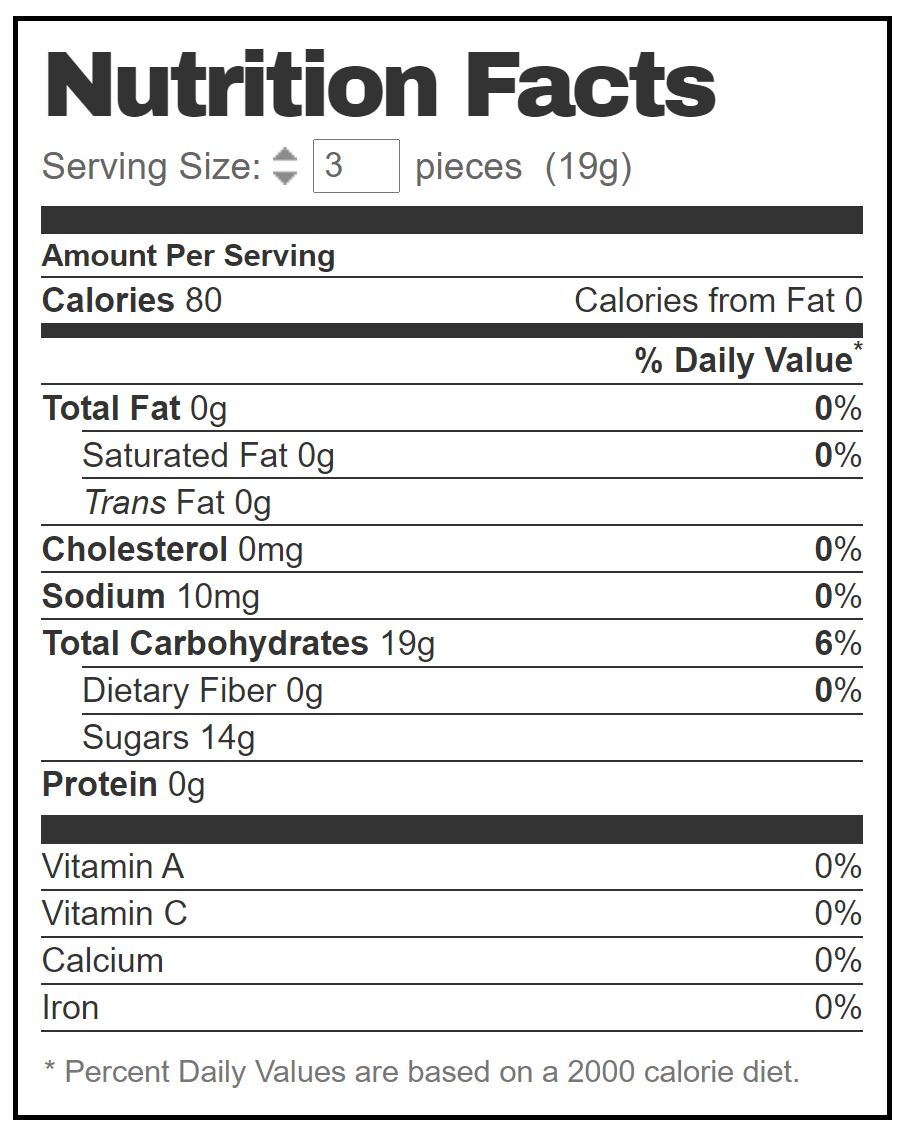 Nutrition Facts
Serving Size: 3 pieces (19g)
Amount Per Serving
Calories 80 Calories from Fat 0
% Daily Value*
Total Fat 0g 0%
Saturated Fat 0g 0%
Trans Fat 0g
Cholesterol 0mg 0%
Sodium 10mg 0%
Total Carbohydrates 19g 6%
Dietary Fiber 0g 0%
Sugars 14g
Protein 0g
Vitamin A 0%
Vitamin C 0%
Calcium 0%
Iron 0%
* Percent Daily Values are based on a 2000 calorie diet.